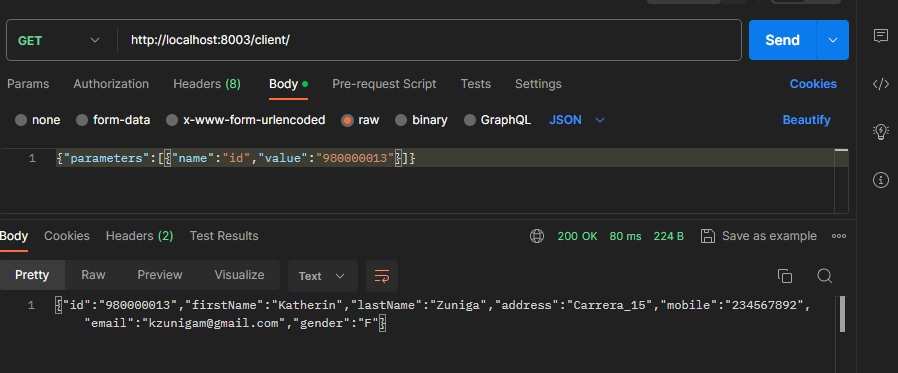 GET http://localhost:8003/client/ Send
Params Authorization Headers (8) Body Pre-request Script Tests Settings Cookies
none form-data x-www-form-urlencoded raw binary GraphQL JSON Beautify
1 {"parameters":[{"name":"id","value":"980000013"}]}
Body Cookies Headers (2) Test Results 200 OK 80 ms 224 B Save as example
Pretty Raw Preview Visualize Text
1 {"id":"980000013","firstName":"Katherin","lastName":"Zuniga","address":"Carrera_15","mobile":"234567892",
"email":"kzunigam@gmail.com","gender":"F"}